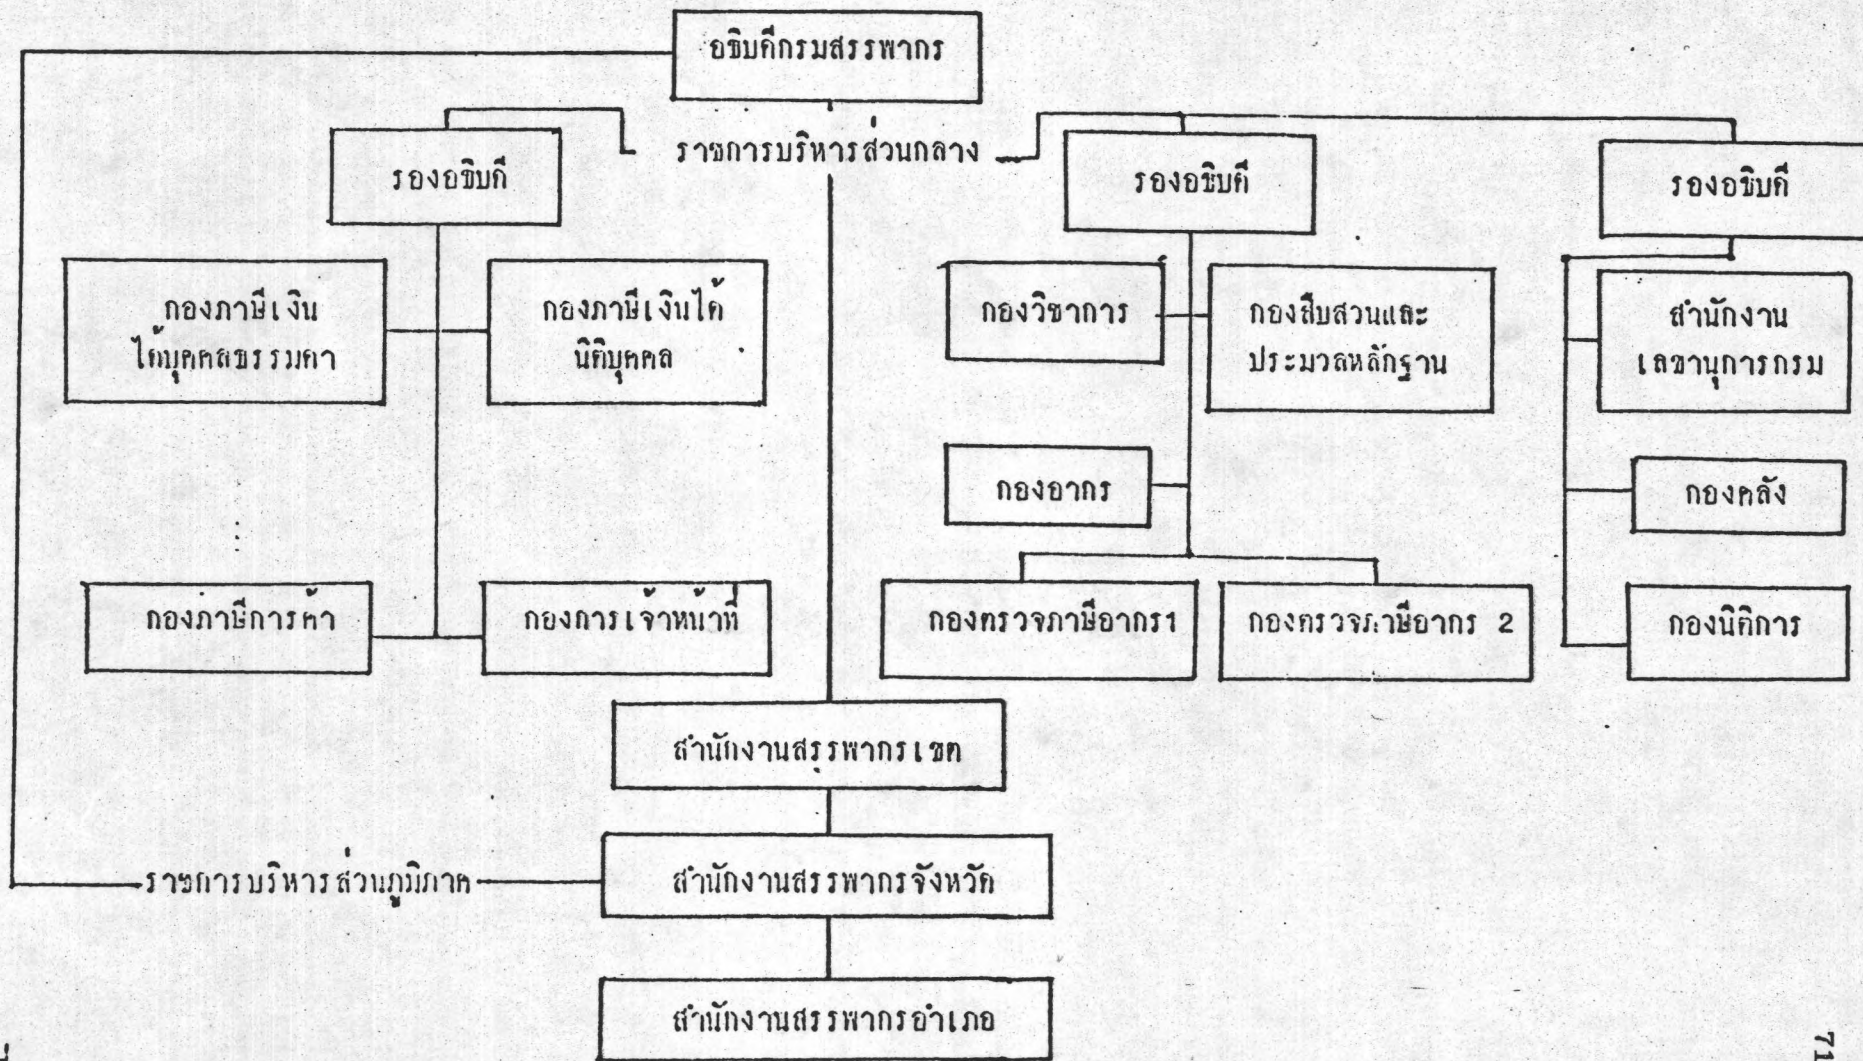 อธิบดีกรมสรรพากร
ราชการบริหารส่วนกลาง
รองอธิบดี
รองอธิบดี
รองอธิบดี
กองภาษีเงิน
ได้บุคคลธรรมดา
กองภาษีเงินได้
นิติบุคคล
กองวิชาการ
กองสืบสวนและ
ประมวลหลักฐาน
สำนักงาน
เลขานุการกรม
กองอากร
กองคลัง
กองภาษีการค้า
กองการเจ้าหน้าที่
กองตรวจภาษีอากร1
กองตรวจภาษีอากร 2
กองนิติการ
สำนักงานสรรพากรเขต
ราชการบริหารส่วนภูมิภาค
สำนักงานสรรพากรจังหวัด
สำนักงานสรรพากรอำเภอ
71